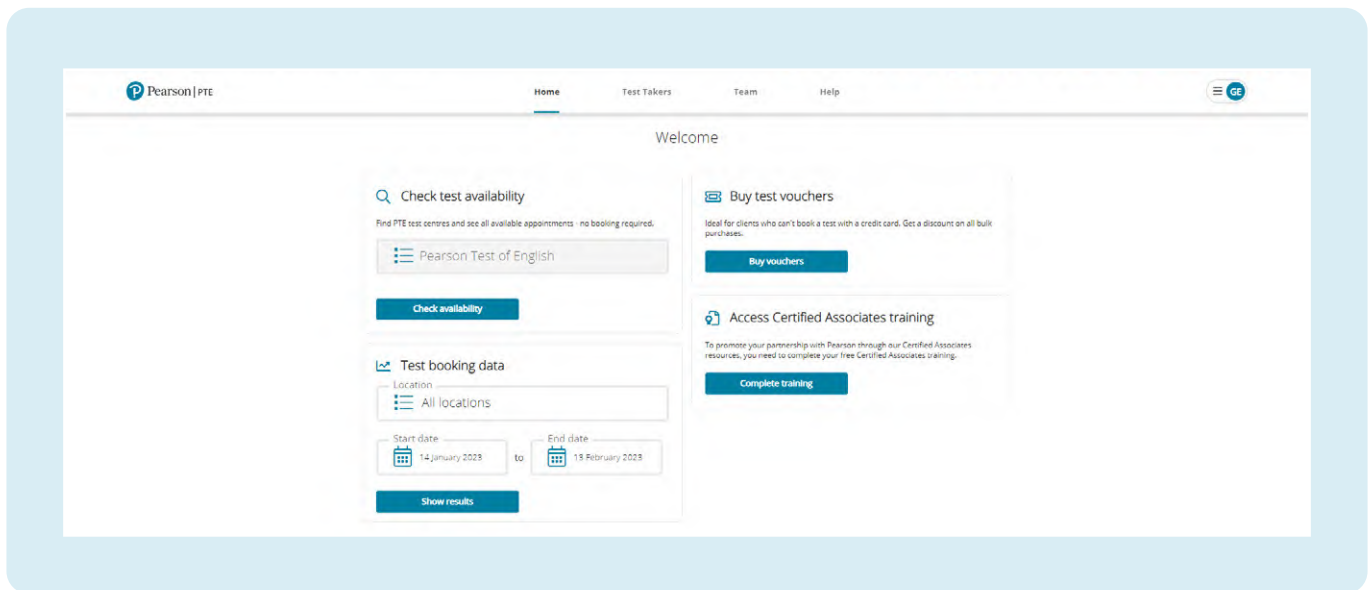 Pearson | PTE
Home
Test Takers
Team
Help
GE
Welcome
Check test availability
Find PTE test centres and see all available appointments - no booking required.
Pearson Test of English
Check availability
Test booking data
Location
All locations
Start date
14 January 2023
to
End date
13 February 2023
Show results
Buy test vouchers
Ideal for clients who can't book a test with a credit card. Get a discount on all bulk
purchases.
Buy vouchers
Access Certified Associates training
To promote your partnership with Pearson through our Certified Associates
resources, you need to complete your free Certified Associates training.
Complete training